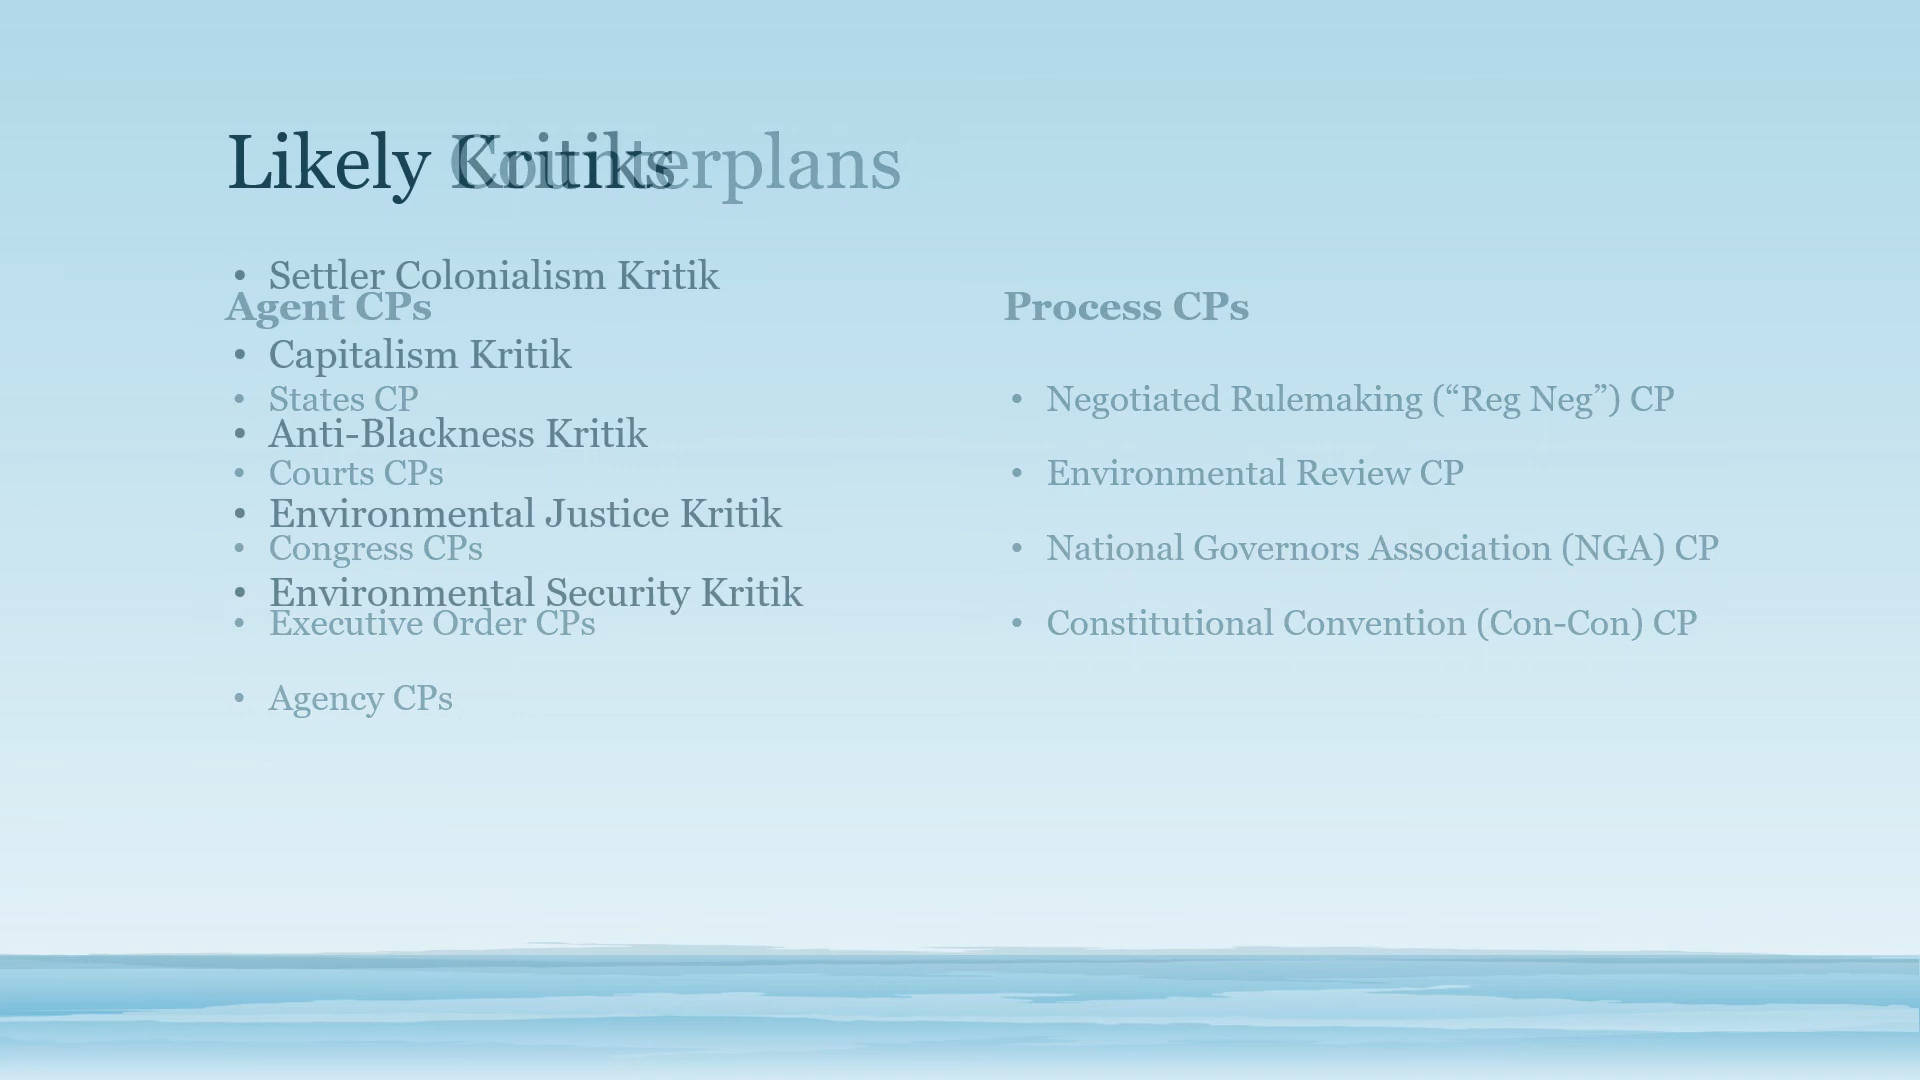 Likely Kritiks
Likely Counterplans
• Settler Colonialism Kritik
• Capitalism Kritik
• Anti-Blackness Kritik
• Environmental Justice Kritik
• Environmental Security Kritik
Agent CPs
• States CP
• Courts CPs
• Congress CPs
• Executive Order CPs
• Agency CPs
Process CPs
• Negotiated Rulemaking (“Reg Neg”) CP
• Environmental Review CP
• National Governors Association (NGA) CP
• Constitutional Convention (Con-Con) CP